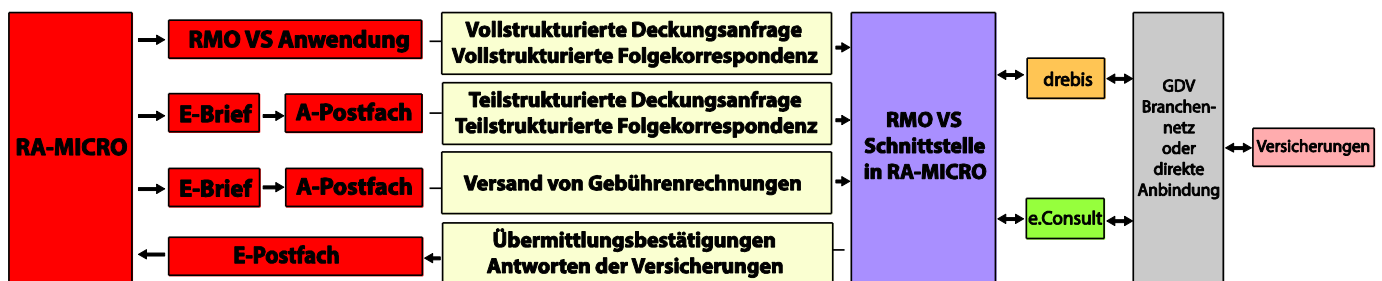 RA-MICRO
RMO VS Anwendung
Vollstrukturierte Deckungsanfrage
Vollstrukturierte Folgekorrespondenz
E-Brief
A-Postfach
Teilstrukturierte Deckungsanfrage
Teilstrukturierte Folgekorrespondenz
E-Brief
A-Postfach
Versand von Gebührenrechnungen
E-Postfach
Übermittlungsbestätigungen
Antworten der Versicherungen
RMO VS
Schnittstelle
in RA-MICRO
drebis
e.Consult
GDV
Branchen-
netz
oder
direkte
Anbindung
Versicherungen